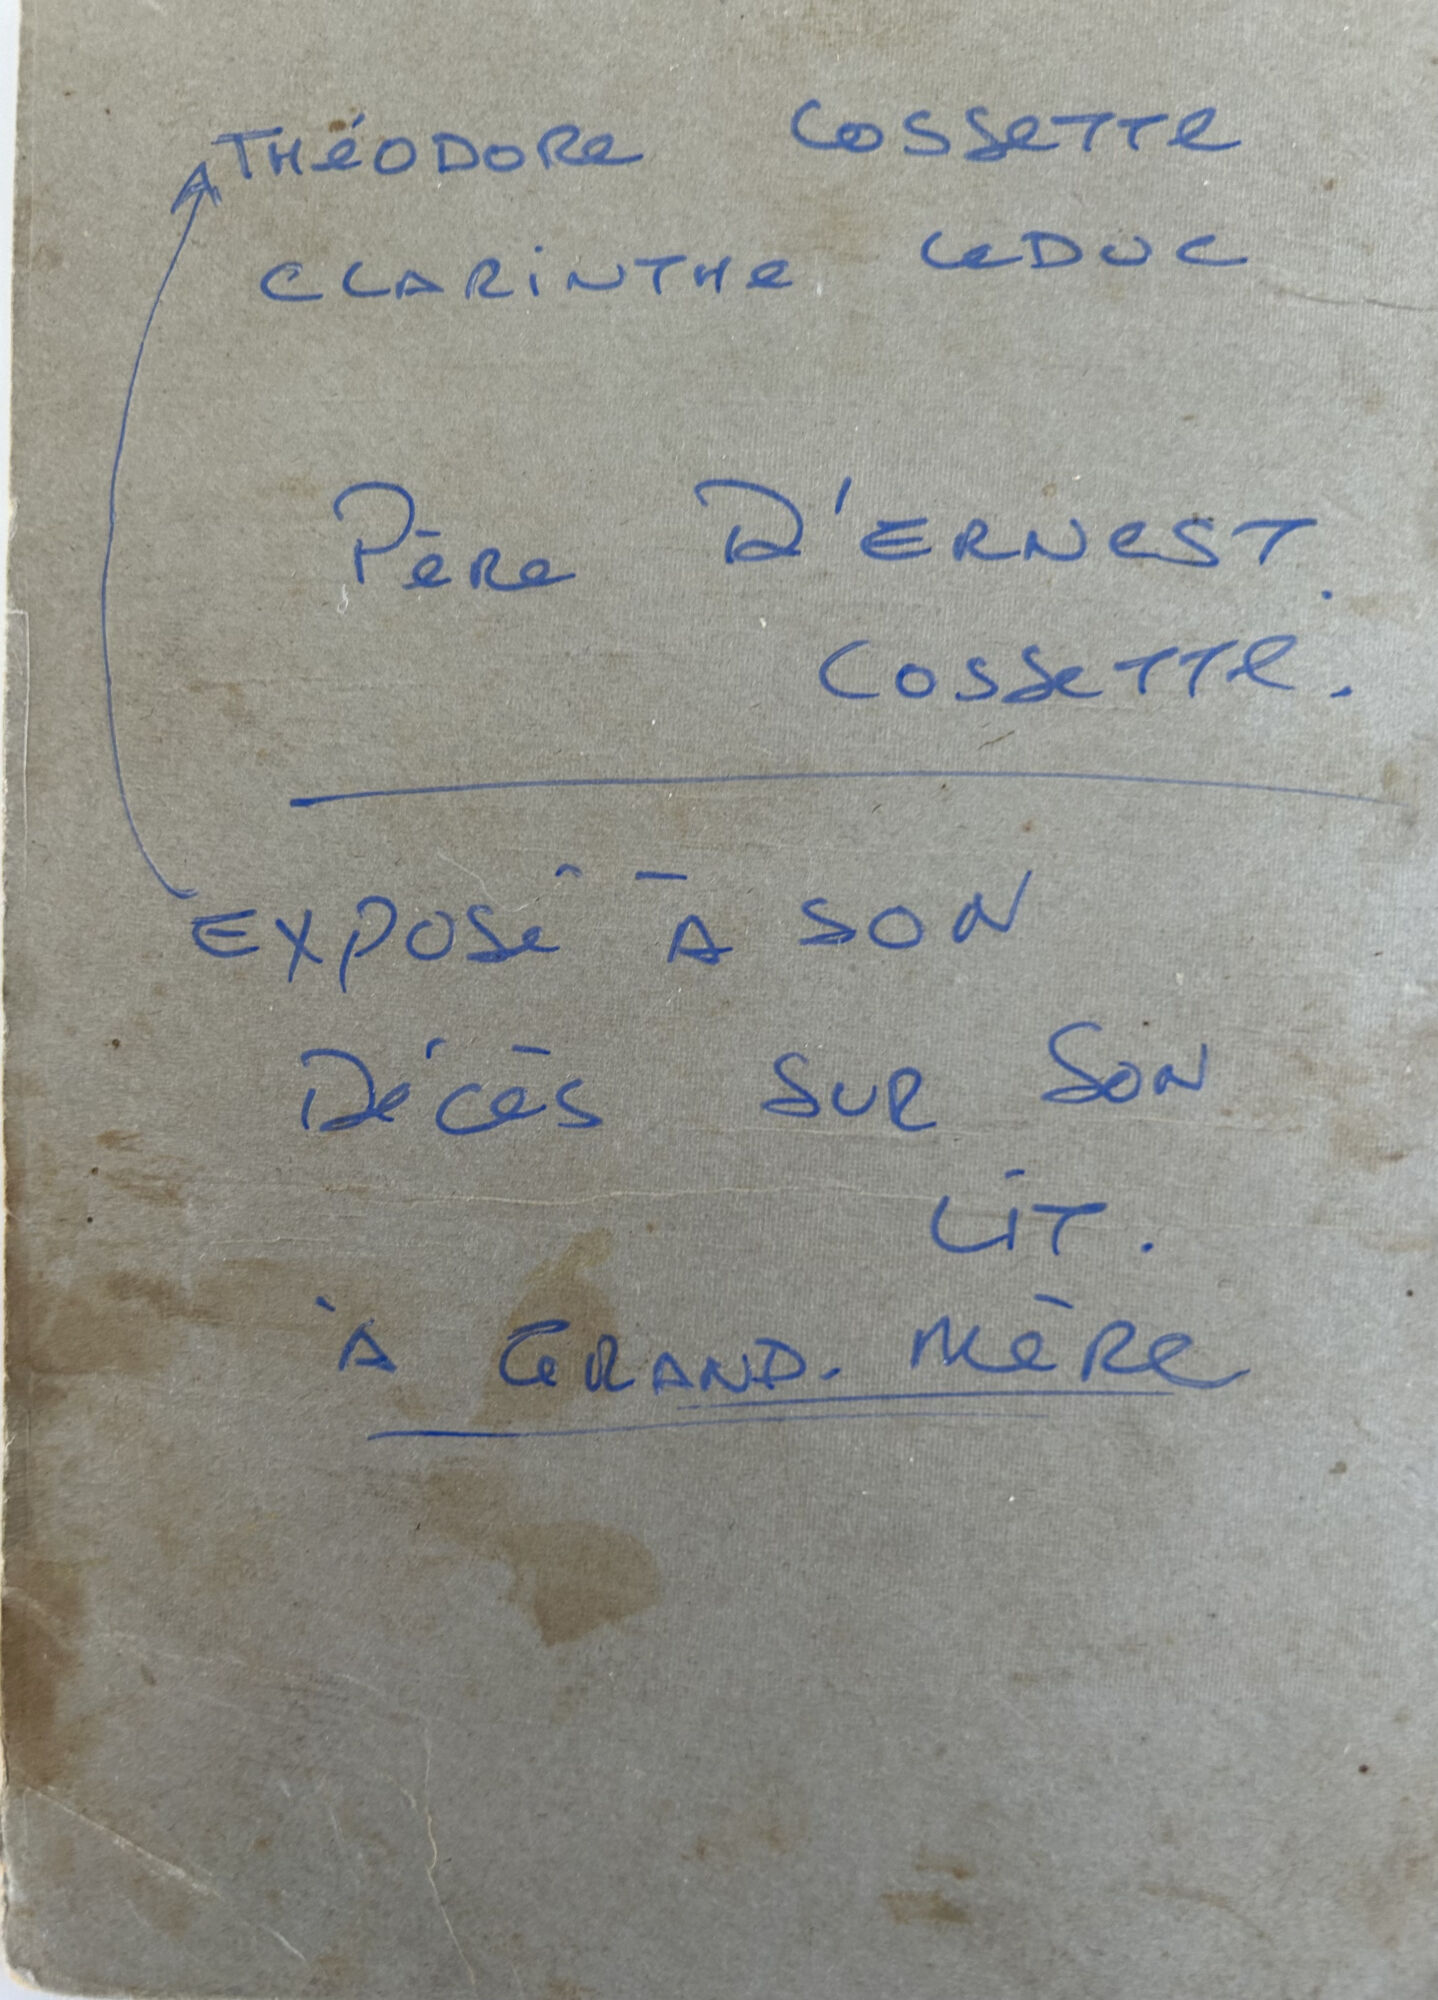 THÉODORE COSSETTE
CLARINTHE LEDUC
PÈRE D'ERNEST.
COSSETTE.
EXPOSÉ À SON
DÉCÈS SUR SON
LIT.
À GRAND. MÈRE